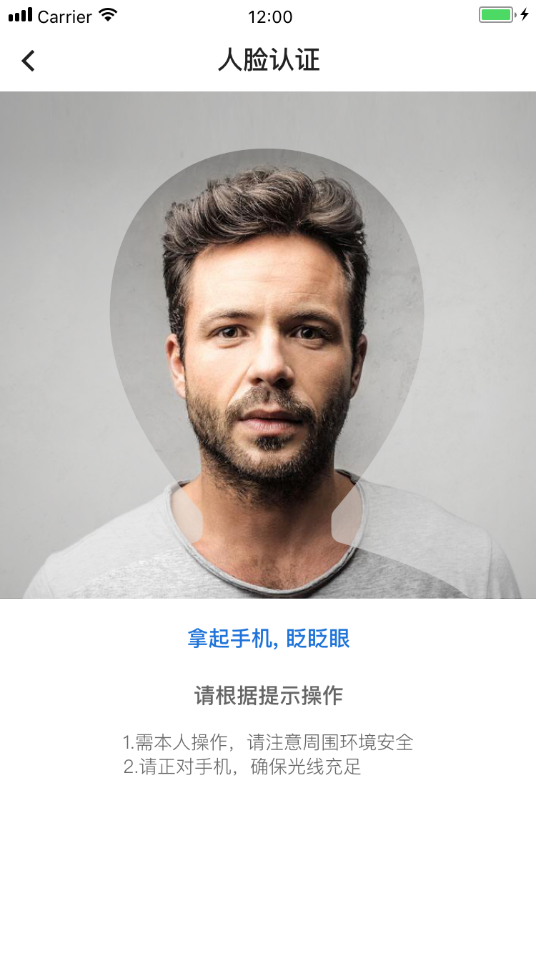 Carrier 12:00
人脸认证
拿起手机, 眨眨眼
请根据提示操作
1.需本人操作，请注意周围环境安全
2.请正对手机，确保光线充足